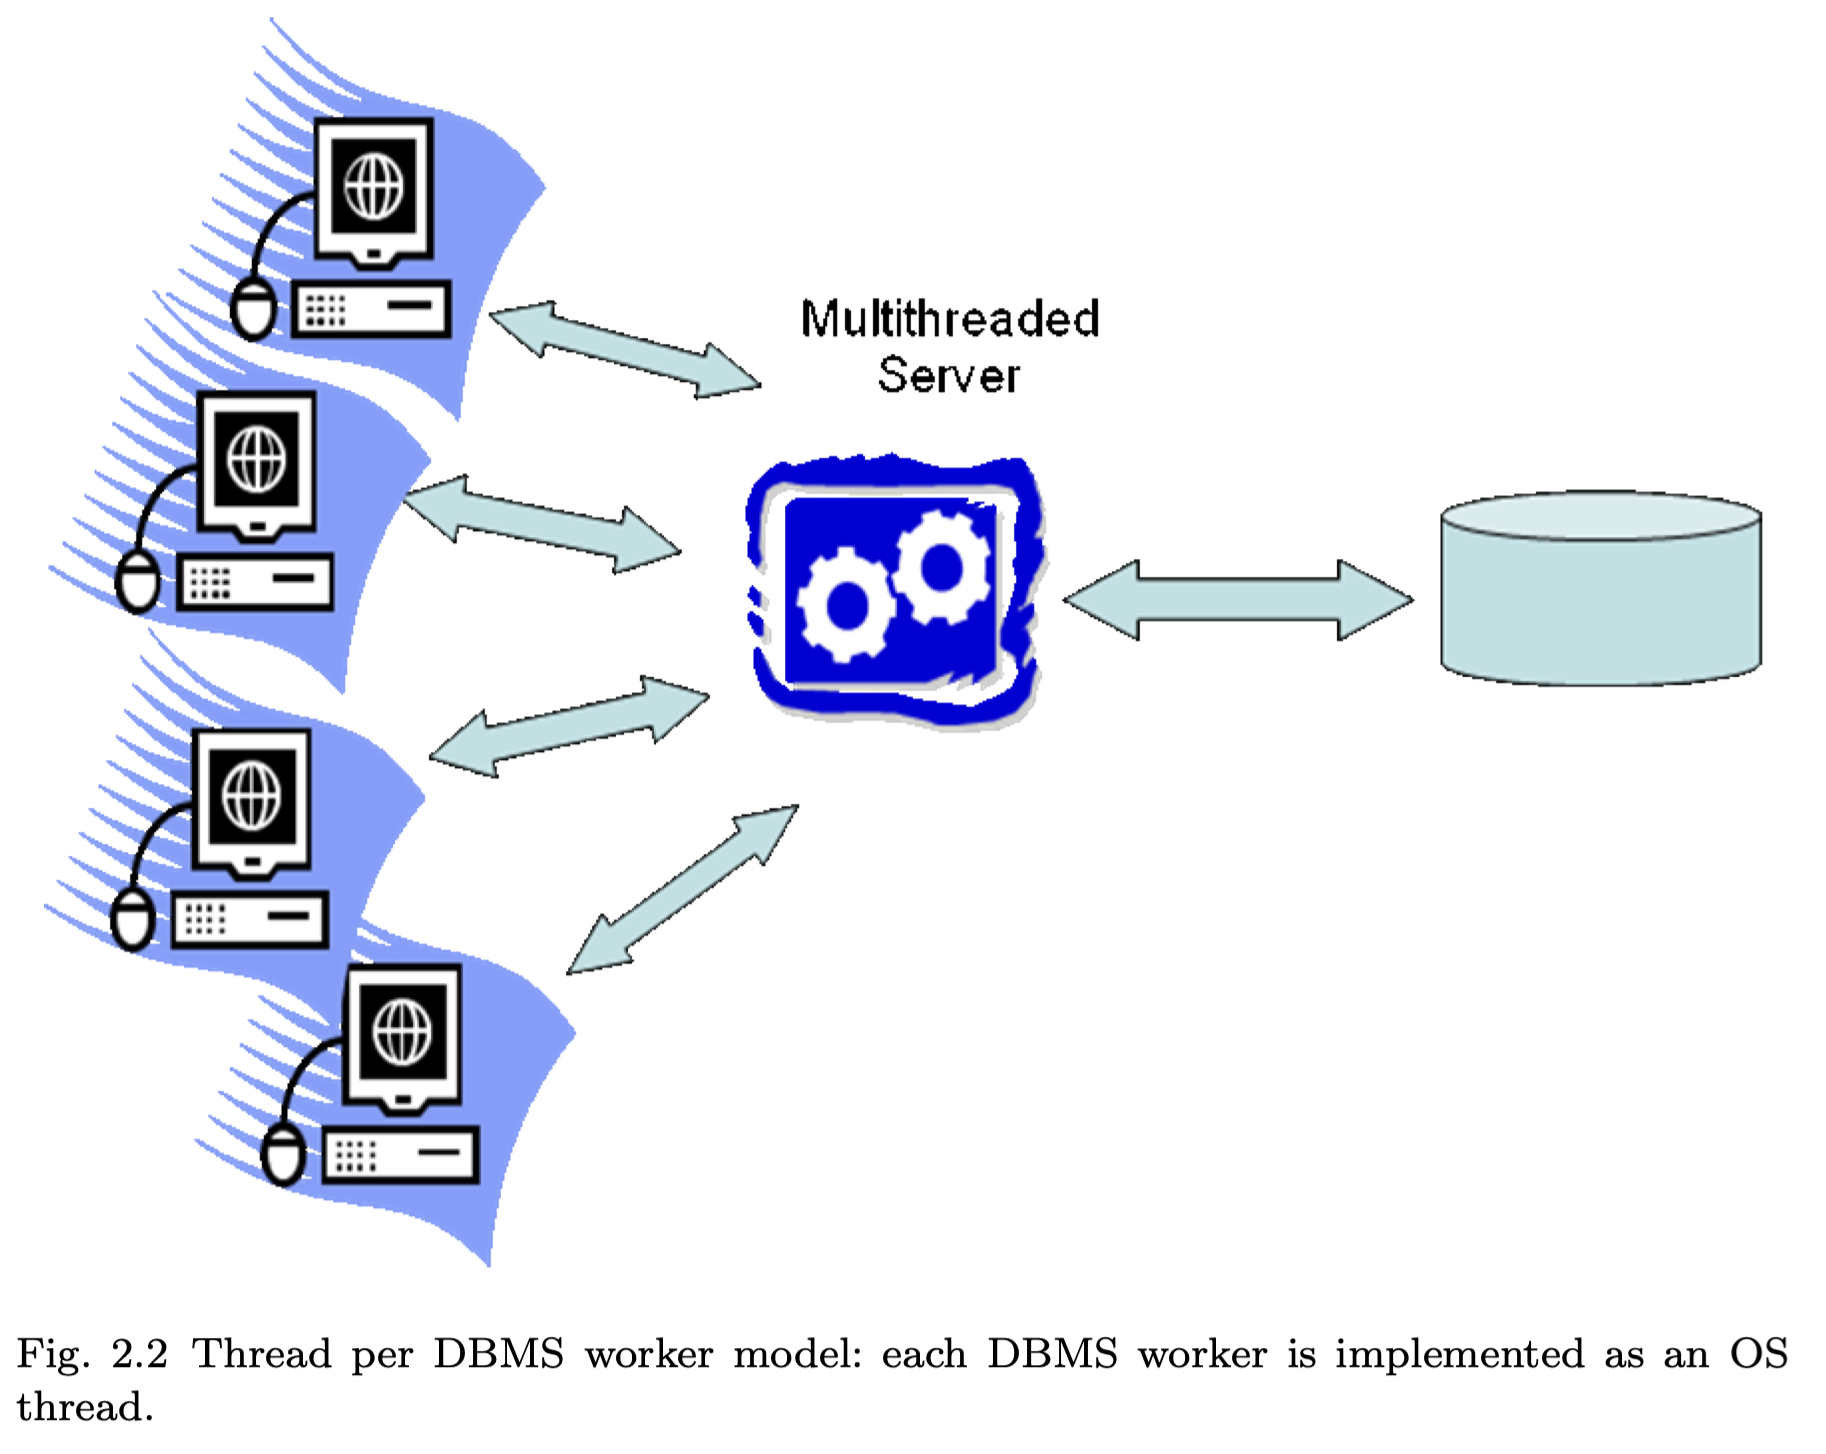 Multithreaded
Server
Fig. 2.2 Thread per DBMS worker model: each DBMS worker is implemented as an OS
thread.